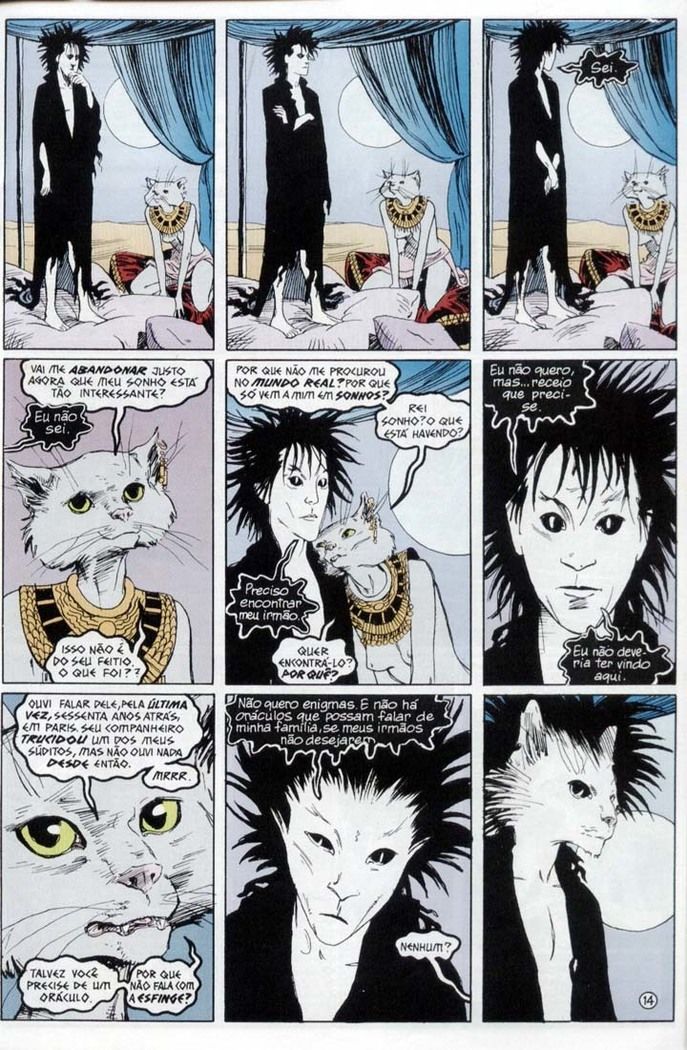 Sei.
VAI ME ABANDONAR JUSTO
AGORA QUE MEU SONHO ESTÁ
TÃO INTERESSANTE?
Eu não
sei.
ISSO NÃO É
DO SEU FEITIO.
O QUE FOI??
POR QUE NÃO ME PROCUROU
NO MUNDO REAL? POR QUE
SÓ VEM A MIM EM SONHOS?
REI
SONHO? O QUE
ESTÁ HAVENDO?
Preciso
encontrar
meu irmão.
QUER
ENCONTRÁ-LO?
POR QUÊ?
Eu não quero,
mas... receio
que preci-
se.
Eu não deve-
ria ter vindo
aqui.
OUVI FALAR DELE, PELA ÚLTIMA
VEZ, SESSENTA ANOS ATRÁS,
EM PARIS. SEU COMPANHEIRO
TRUCIDOU UM DOS MEUS
SÚDITOS, MAS NÃO OUVI NADA
DESDE ENTÃO.
MRRR.
TALVEZ VOCÊ
PRECISE DE UM
ORÁCULO.
POR QUE
NÃO FALA COM
A ESFINGE?
Não quero enigmas. E não há
oráculos que possam falar de
minha família, se meus irmãos
não desejarem.
NENHUM?
14